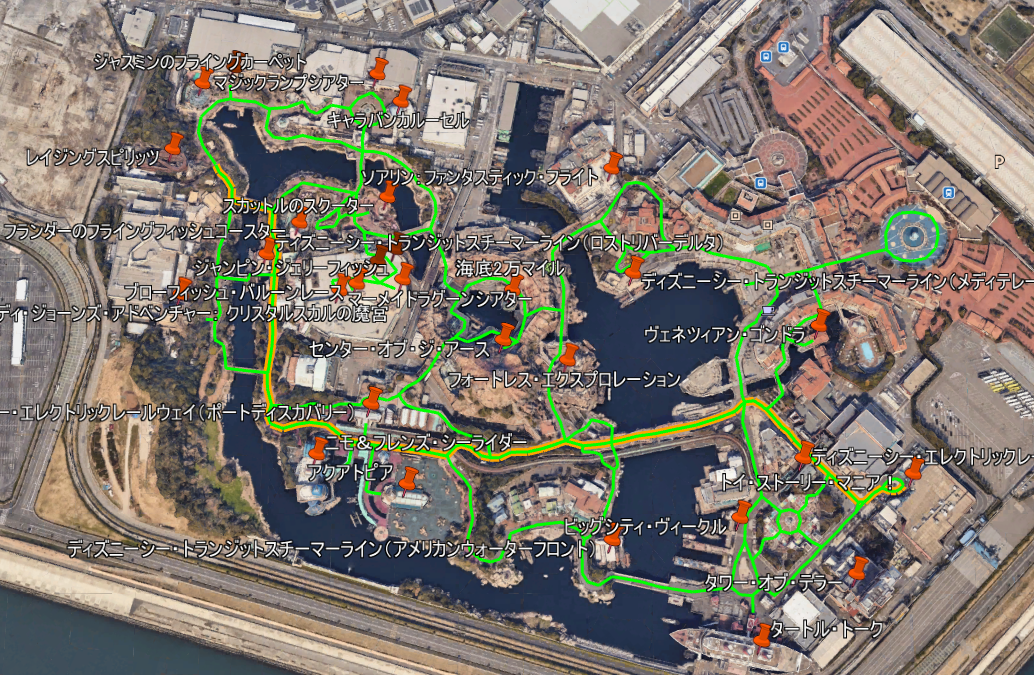 ジャスミンのフライングカーペット
マジックランプシアター
キャラバンカルーセル
レイジングスピリッツ
ソアリン:ファンタスティック・フライト
P
スカットルのスクーター
フランダーのフライングフィッシュコースター
ディズニーシー・トランジットスチーマーライン(ロストリバーデルタ)
ジャンピン・ジェリーフィッシュ
海底2万マイル
ディズニーシー・トランジットスチーマーライン(メディテレー
ブローフィッシュ・バルーンレース
マーメイドラグーンシアター
ディ・ジョーンズ・アドベンチャー:クリスタルスカルの魔宮
ヴェネツィアン・ゴンドラ
センター・オブ・ジ・アース
フォートレス・エクスプロレーション
ー・エレクトリックレールウェイ(ポートディスカバリー)
ニモ&フレンズ・シーライダー
ディズニーシー・エレクトリックレー
アクアトピア
トイ・ストーリー・マニア!
ビッグシティ・ヴィークル
ディズニーシー・トランジットスチーマーライン(アメリカンウォーターフロント)
タワー・オブ・テラー
タートル・トーク